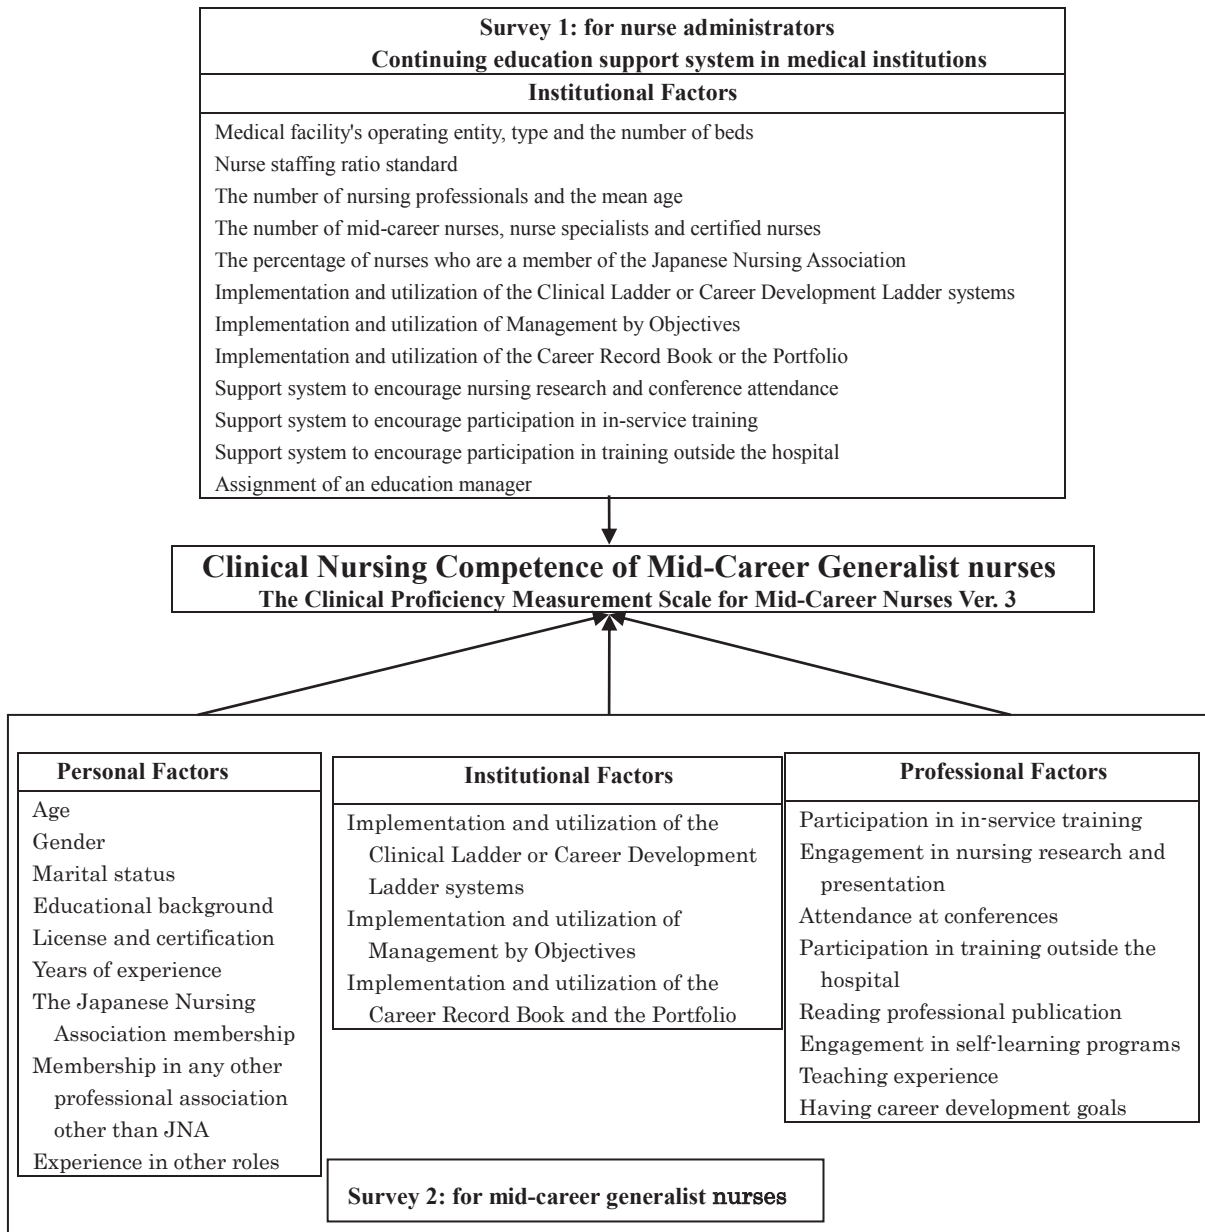 Survey 1: for nurse administrators
Continuing education support system in medical institutions
Institutional Factors
Medical facility's operating entity, type and the number of beds
Nurse staffing ratio standard
The number of nursing professionals and the mean age
The number of mid-career nurses, nurse specialists and certified nurses
The percentage of nurses who are a member of the Japanese Nursing Association
Implementation and utilization of the Clinical Ladder or Career Development Ladder systems
Implementation and utilization of Management by Objectives
Implementation and utilization of the Career Record Book or the Portfolio
Support system to encourage nursing research and conference attendance
Support system to encourage participation in in-service training
Support system to encourage participation in training outside the hospital
Assignment of an education manager
Clinical Nursing Competence of Mid-Career Generalist nurses
The Clinical Proficiency Measurement Scale for Mid-Career Nurses Ver. 3
Personal Factors
Age
Gender
Marital status
Educational background
License and certification
Years of experience
The Japanese Nursing
Association membership
Membership in any other
professional association
other than JNA
Experience in other roles
Institutional Factors
Implementation and utilization of the
Clinical Ladder or Career Development
Ladder systems
Implementation and utilization of
Management by Objectives
Implementation and utilization of the
Career Record Book and the Portfolio
Professional Factors
Participation in in-service training
Engagement in nursing research and
presentation
Attendance at conferences
Participation in training outside the
hospital
Reading professional publication
Engagement in self-learning programs
Teaching experience
Having career development goals
Survey 2: for mid-career generalist nurses